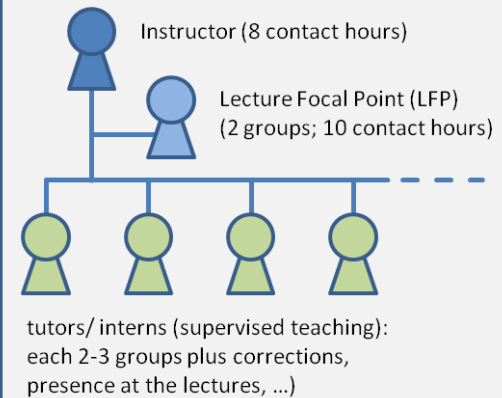 Instructor (8 contact hours)
Lecture Focal Point (LFP)
(2 groups; 10 contact hours)
tutors/ interns (supervised teaching):
each 2-3 groups plus corrections,
presence at the lectures, ...)